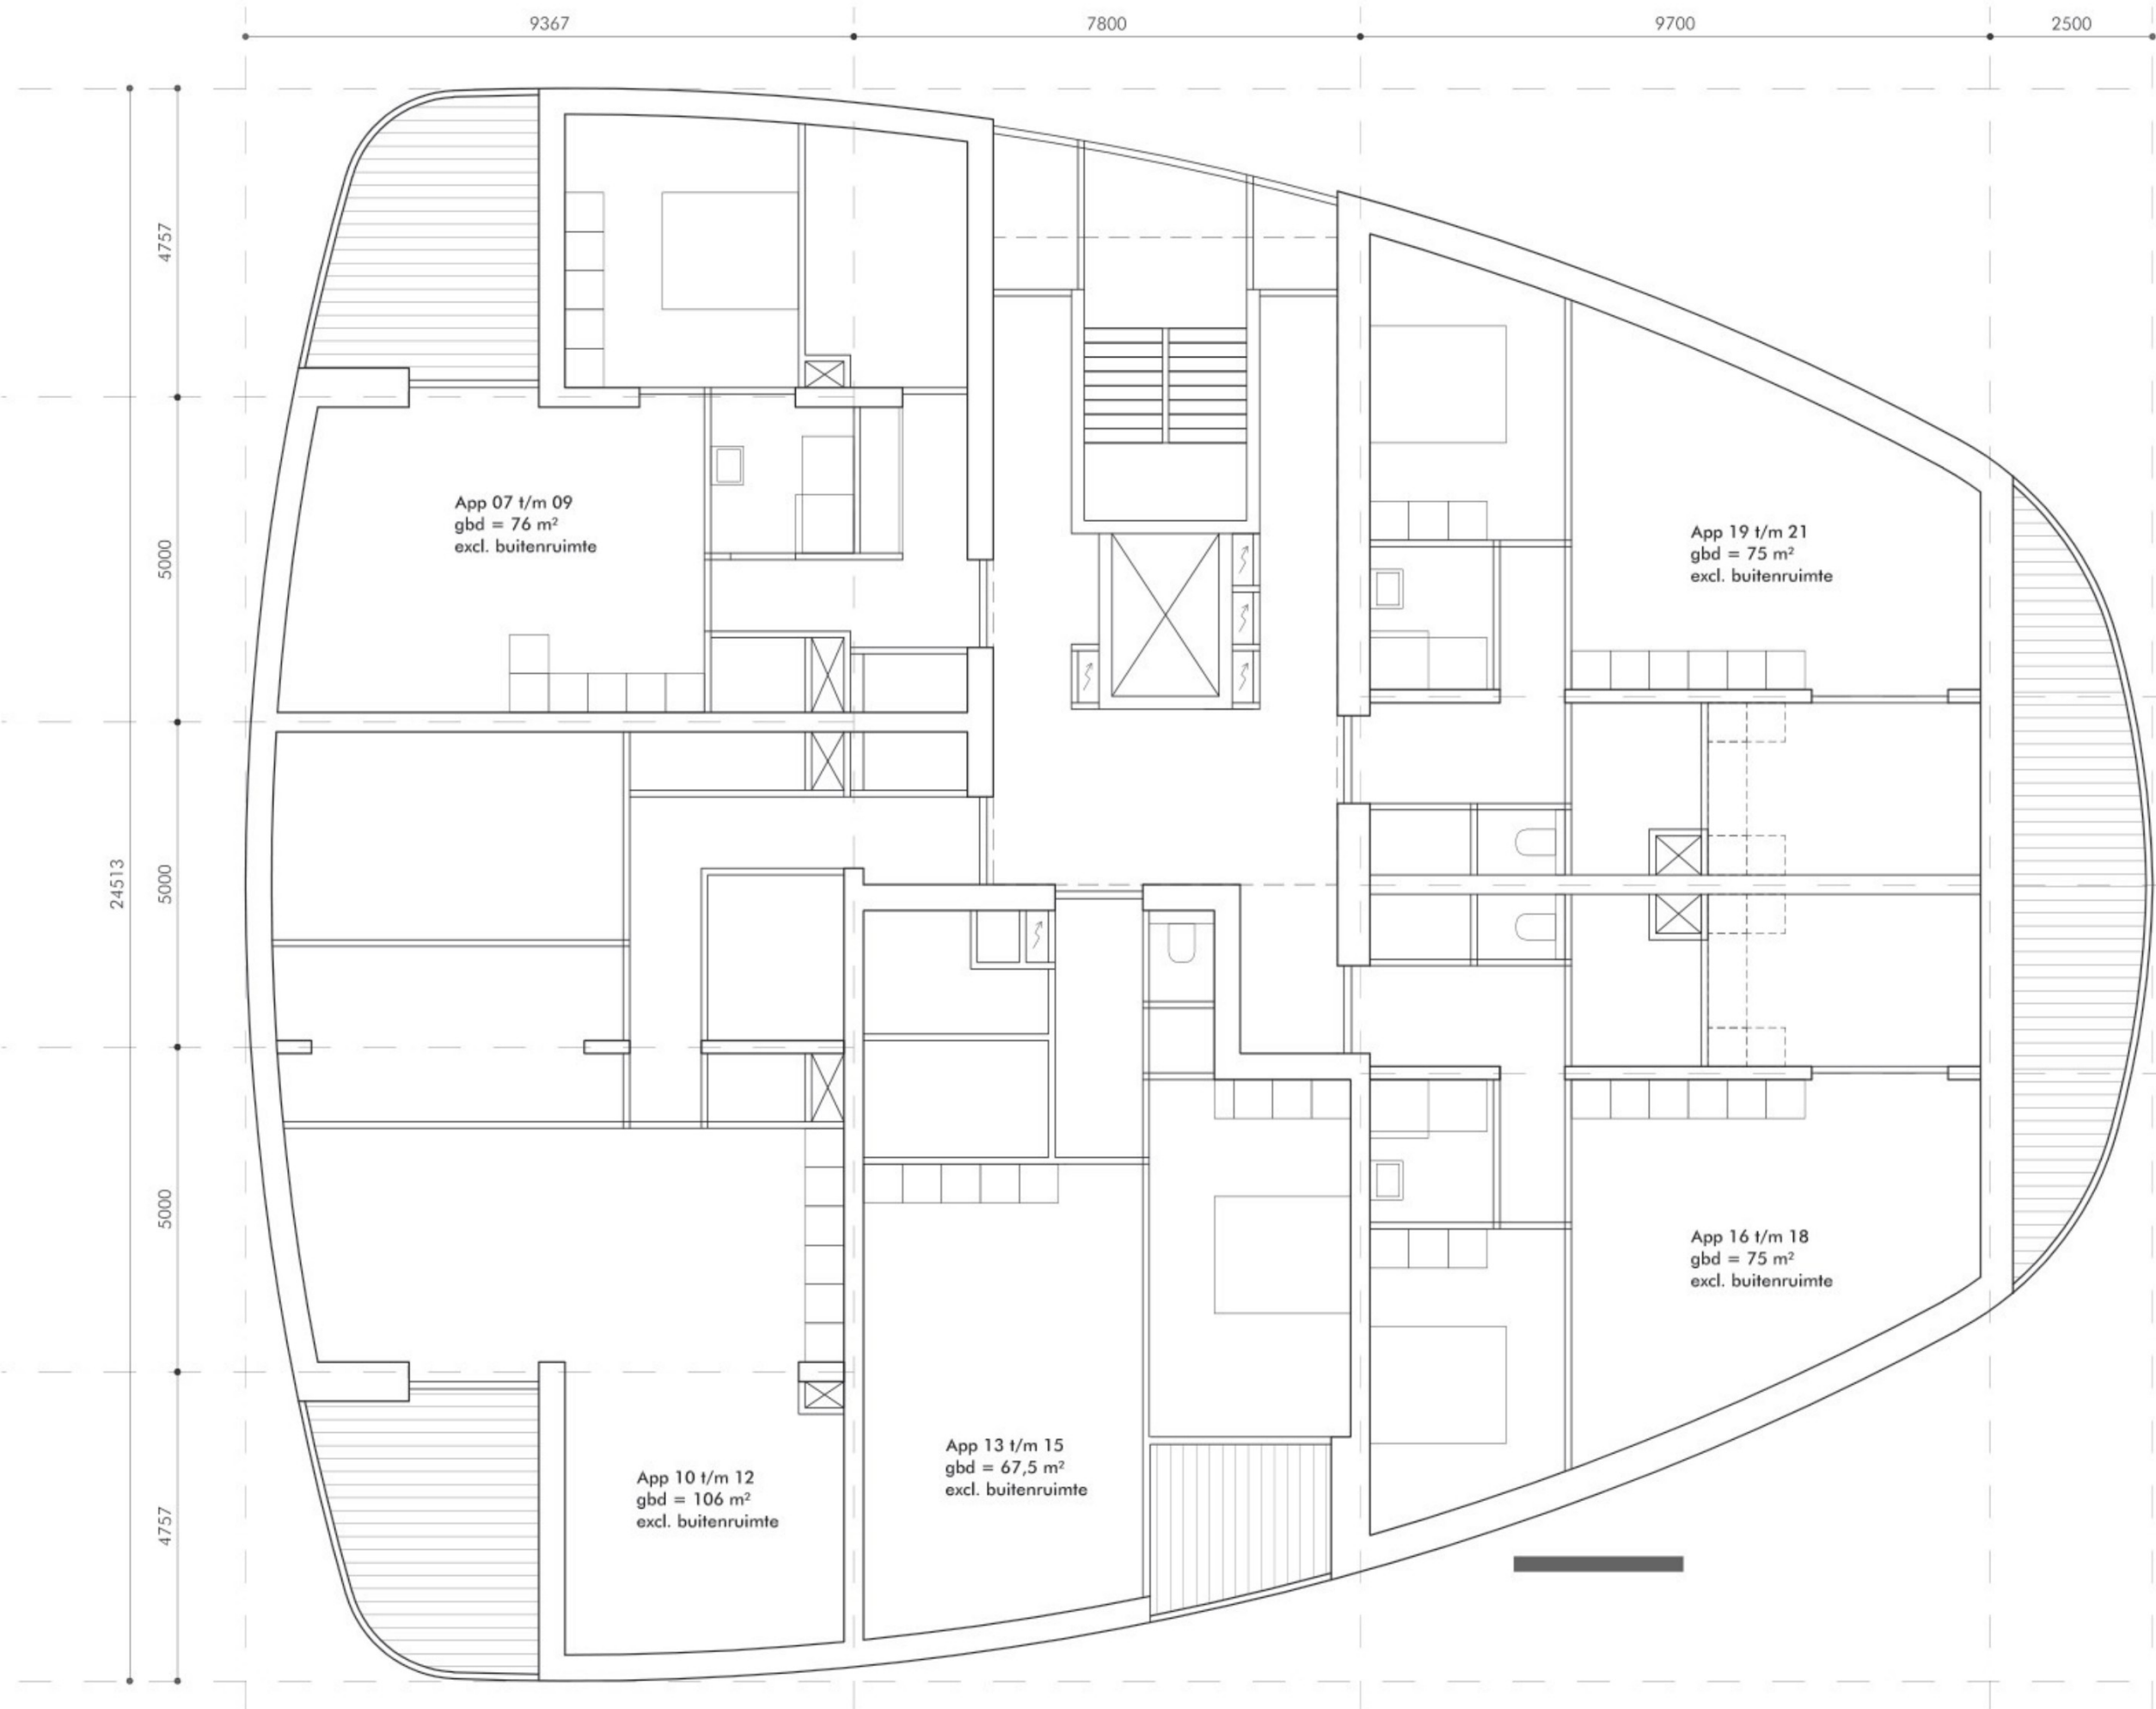 9367
7800
9700
2500
24513
4757
5000
5000
5000
4757
App 07 t/m 09
gbd = 76 m²
excl. buitenruimte
App 19 t/m 21
gbd = 75 m²
excl. buitenruimte
App 16 t/m 18
gbd = 75 m²
excl. buitenruimte
App 13 t/m 15
gbd = 67,5 m²
excl. buitenruimte
App 10 t/m 12
gbd = 106 m²
excl. buitenruimte